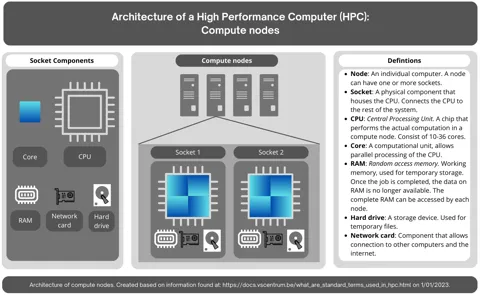 Architecture of a High Performance Computer (HPC):
Compute nodes
Socket Components
Core
CPU
RAM
Network
card
Hard
drive
Compute nodes
Socket 1
Socket 2
Defintions
• Node: An individual computer. A node
can have one or more sockets.
• Socket: A physical component that
houses the CPU. Connects the CPU to
the rest of the system.
• CPU: Central Processing Unit. A chip that
performs the actual computation in a
compute node. Consist of 10-36 cores.
• Core: A computational unit, allows
parallel processing of the CPU.
• RAM: Random access memory. Working
memory, used for temporary storage.
Once the job is completed, the data on
RAM is no longer available. The
complete RAM can be accessed by each
node.
• Hard drive: A storage device. Used for
temporary files.
• Network card: Component that allows
connection to other computers and the
internet.
Architecture of compute nodes. Created based on information found at: https://docs.vscentrum.be/what_are_standard_terms_used_in_hpc.html on 1/01/2023.